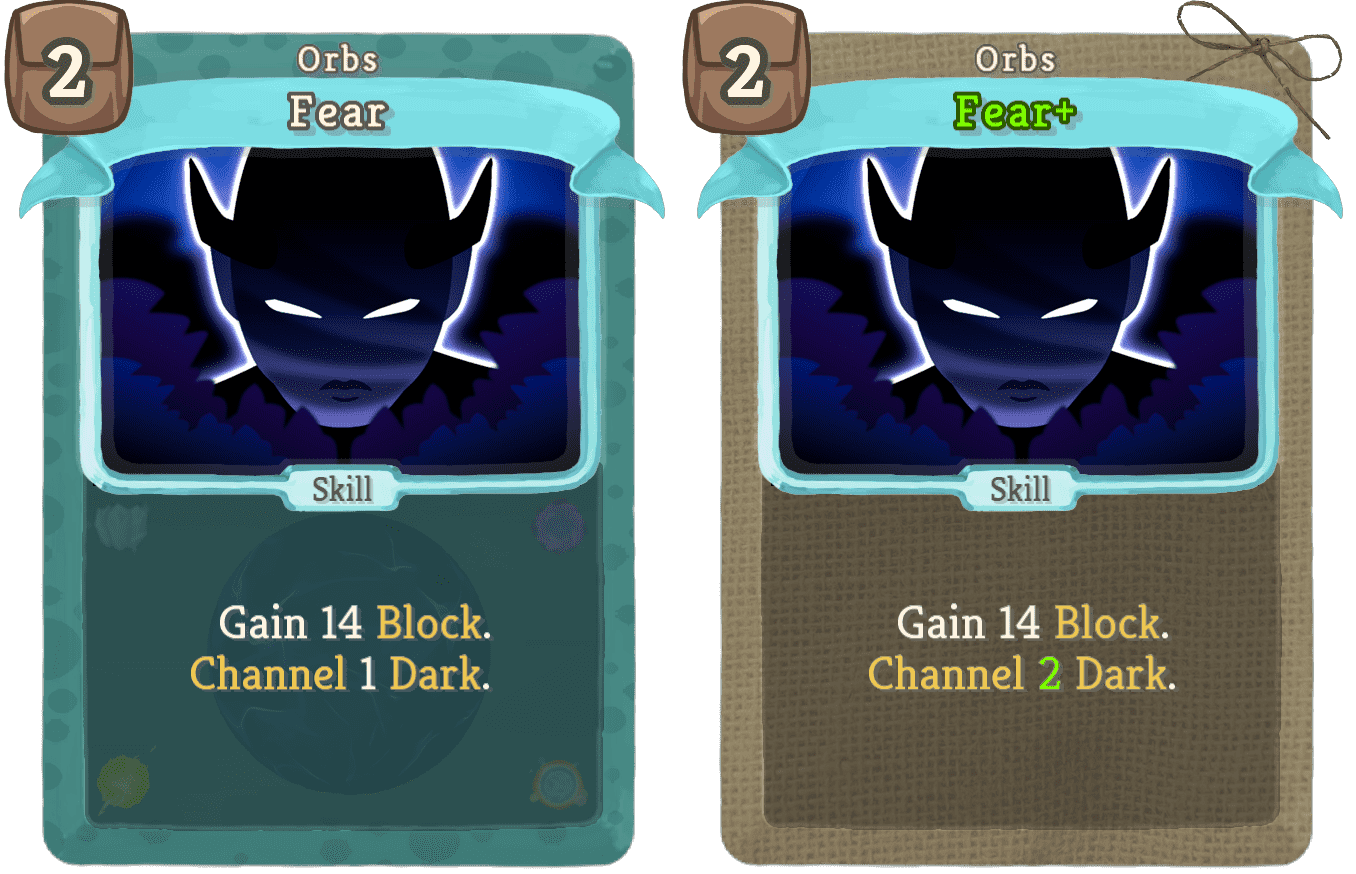 2
Orbs
Fear
Skill
Gain 14 Block.
Channel 1 Dark.
2
Orbs
Fear+
Skill
Gain 14 Block.
Channel 2 Dark.